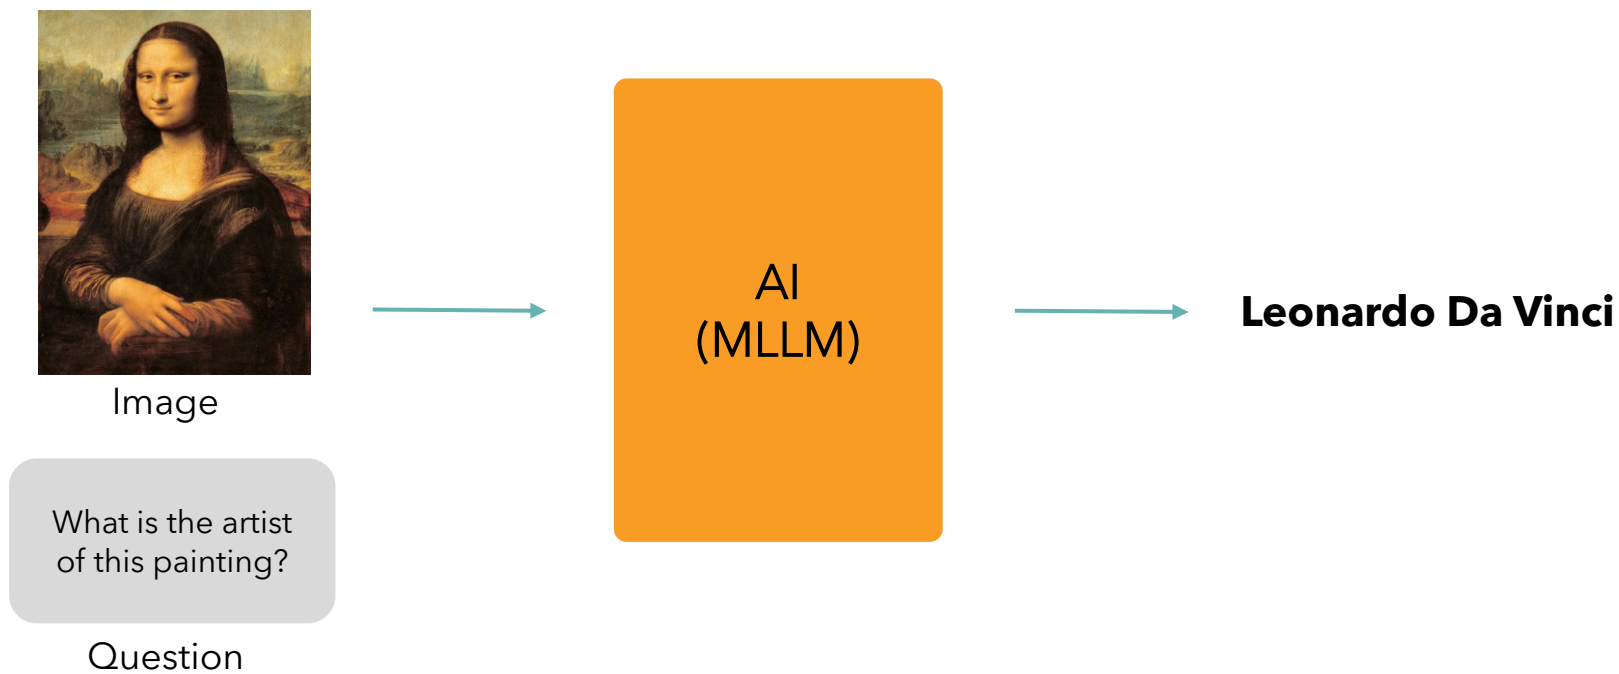 Image
What is the artist
of this painting?
Question
AI
(MLLM)
Leonardo Da Vinci